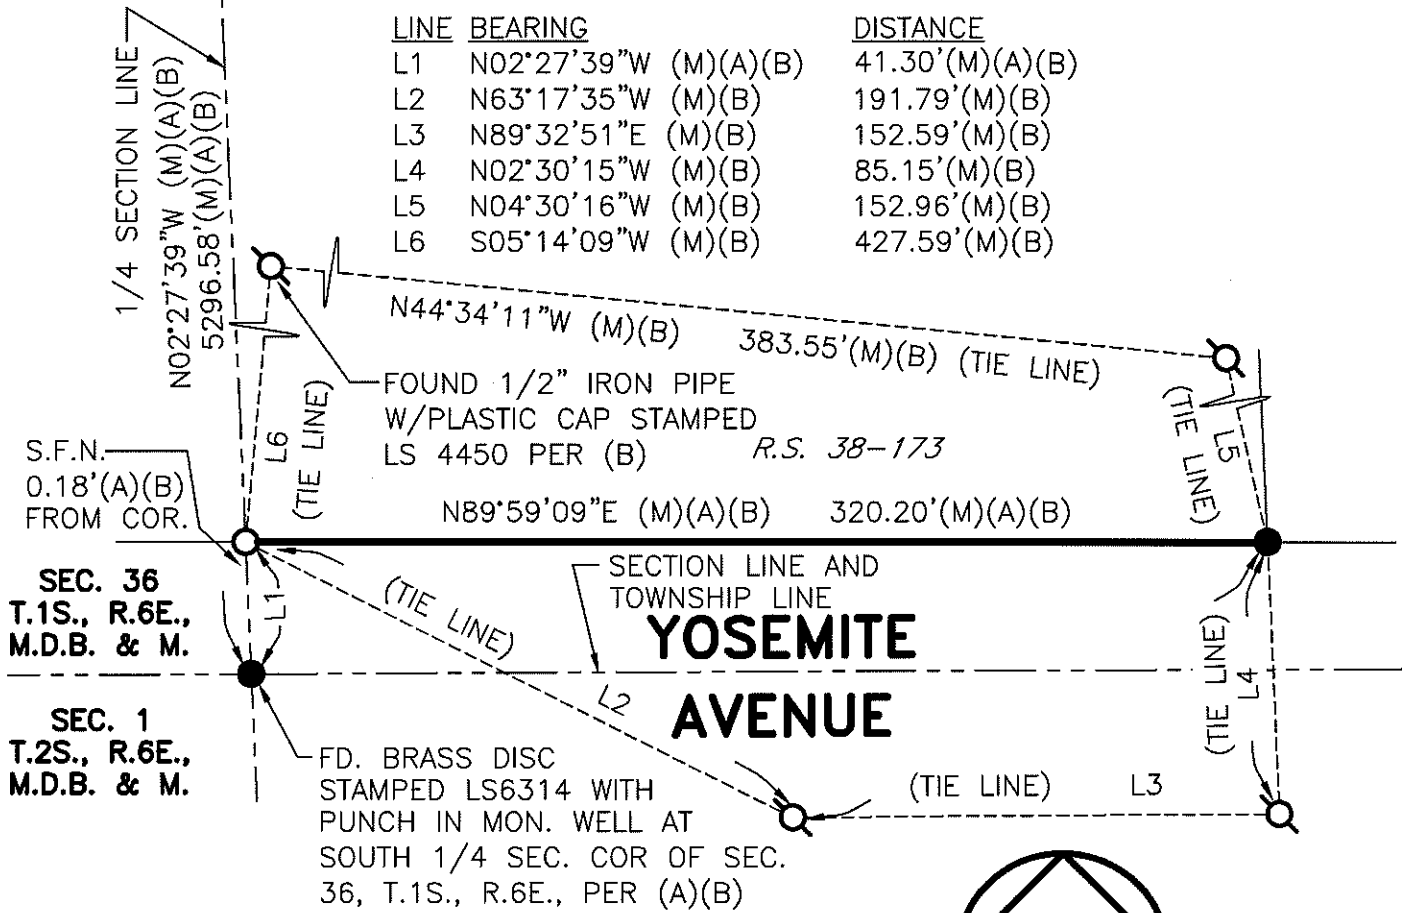 LINE BEARING DISTANCE
L1 N02°27'39"W (M)(A)(B) 41.30'(M)(A)(B)
L2 N63°17'35"W (M)(B) 191.79'(M)(B)
L3 N89°32'51"E (M)(B) 152.59'(M)(B)
L4 N02°30'15"W (M)(B) 85.15'(M)(B)
L5 N04°30'16"W (M)(B) 152.96'(M)(B)
L6 S05°14'09"W (M)(B) 427.59'(M)(B)
1/4 SECTION LINE
N02°27'39"W (M)(A)(B)
5296.58'(M)(A)(B)
N44°34'11"W (M)(B) 383.55'(M)(B) (TIE LINE)
FOUND 1/2" IRON PIPE
W/PLASTIC CAP STAMPED
LS 4450 PER (B)
R.S. 38-173
L6
(TIE LINE)
L5
(TIE LINE)
S.F.N.
0.18'(A)(B)
FROM COR.
N89°59'09"E (M)(A)(B) 320.20'(M)(A)(B)
SEC. 36
T.1S., R.6E.,
M.D.B. & M.
L1
(TIE LINE)
L2
SECTION LINE AND
TOWNSHIP LINE
YOSEMITE
AVENUE
(TIE LINE)
L4
SEC. 1
T.2S., R.6E.,
M.D.B. & M.
FD. BRASS DISC
STAMPED LS6314 WITH
PUNCH IN MON. WELL AT
SOUTH 1/4 SEC. COR OF SEC.
36, T.1S., R.6E., PER (A)(B)
(TIE LINE) L3